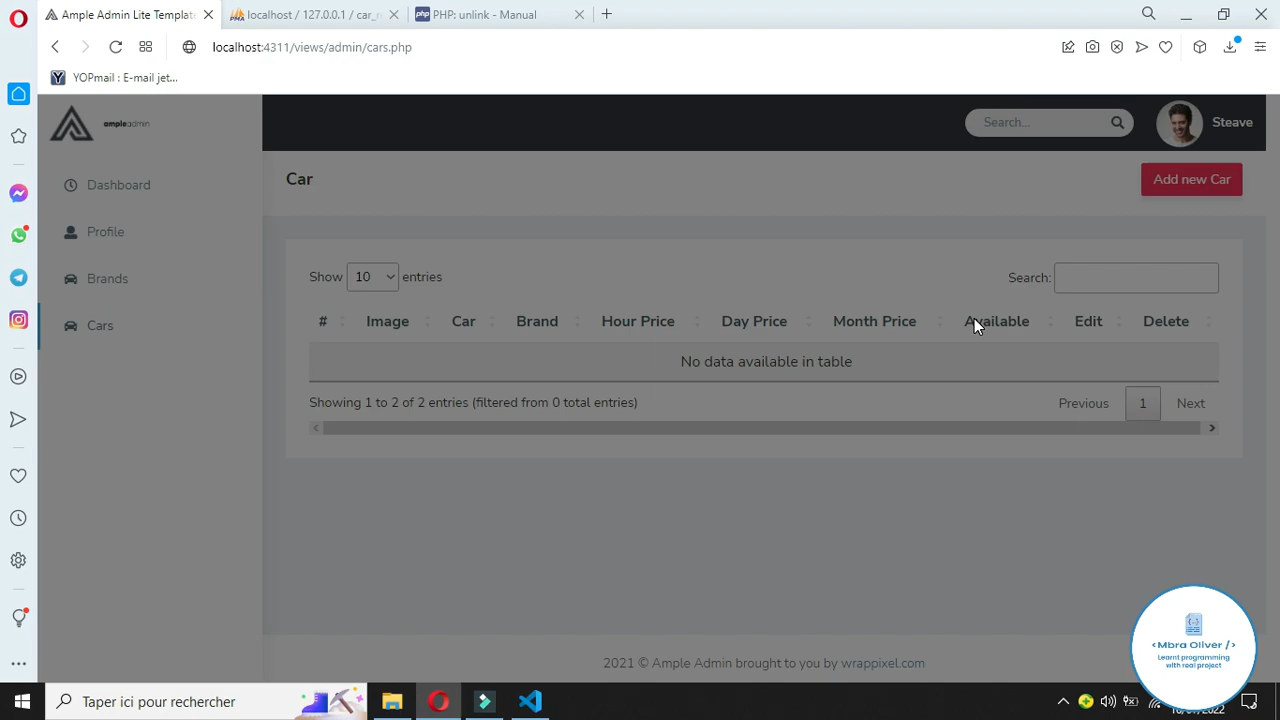 Ample Admin Lite Template
localhost / 127.0.0.1 / car_r
php PHP: unlink - Manual
localhost:4311/views/admin/cars.php
Y YOPmail : E-mail jet...
ampleadmin
Search...
Steave
Dashboard
Profile
Brands
Cars
Car
Add new Car
Show 10 entries
Search:
# Image Car Brand Hour Price Day Price Month Price Available Edit Delete
No data available in table
Showing 1 to 2 of 2 entries (filtered from 0 total entries)
Previous 1 Next
2021 © Ample Admin brought to you by wrappixel.com
<Mbra Oliver />
Learnt programming
with real project
Taper ici pour rechercher